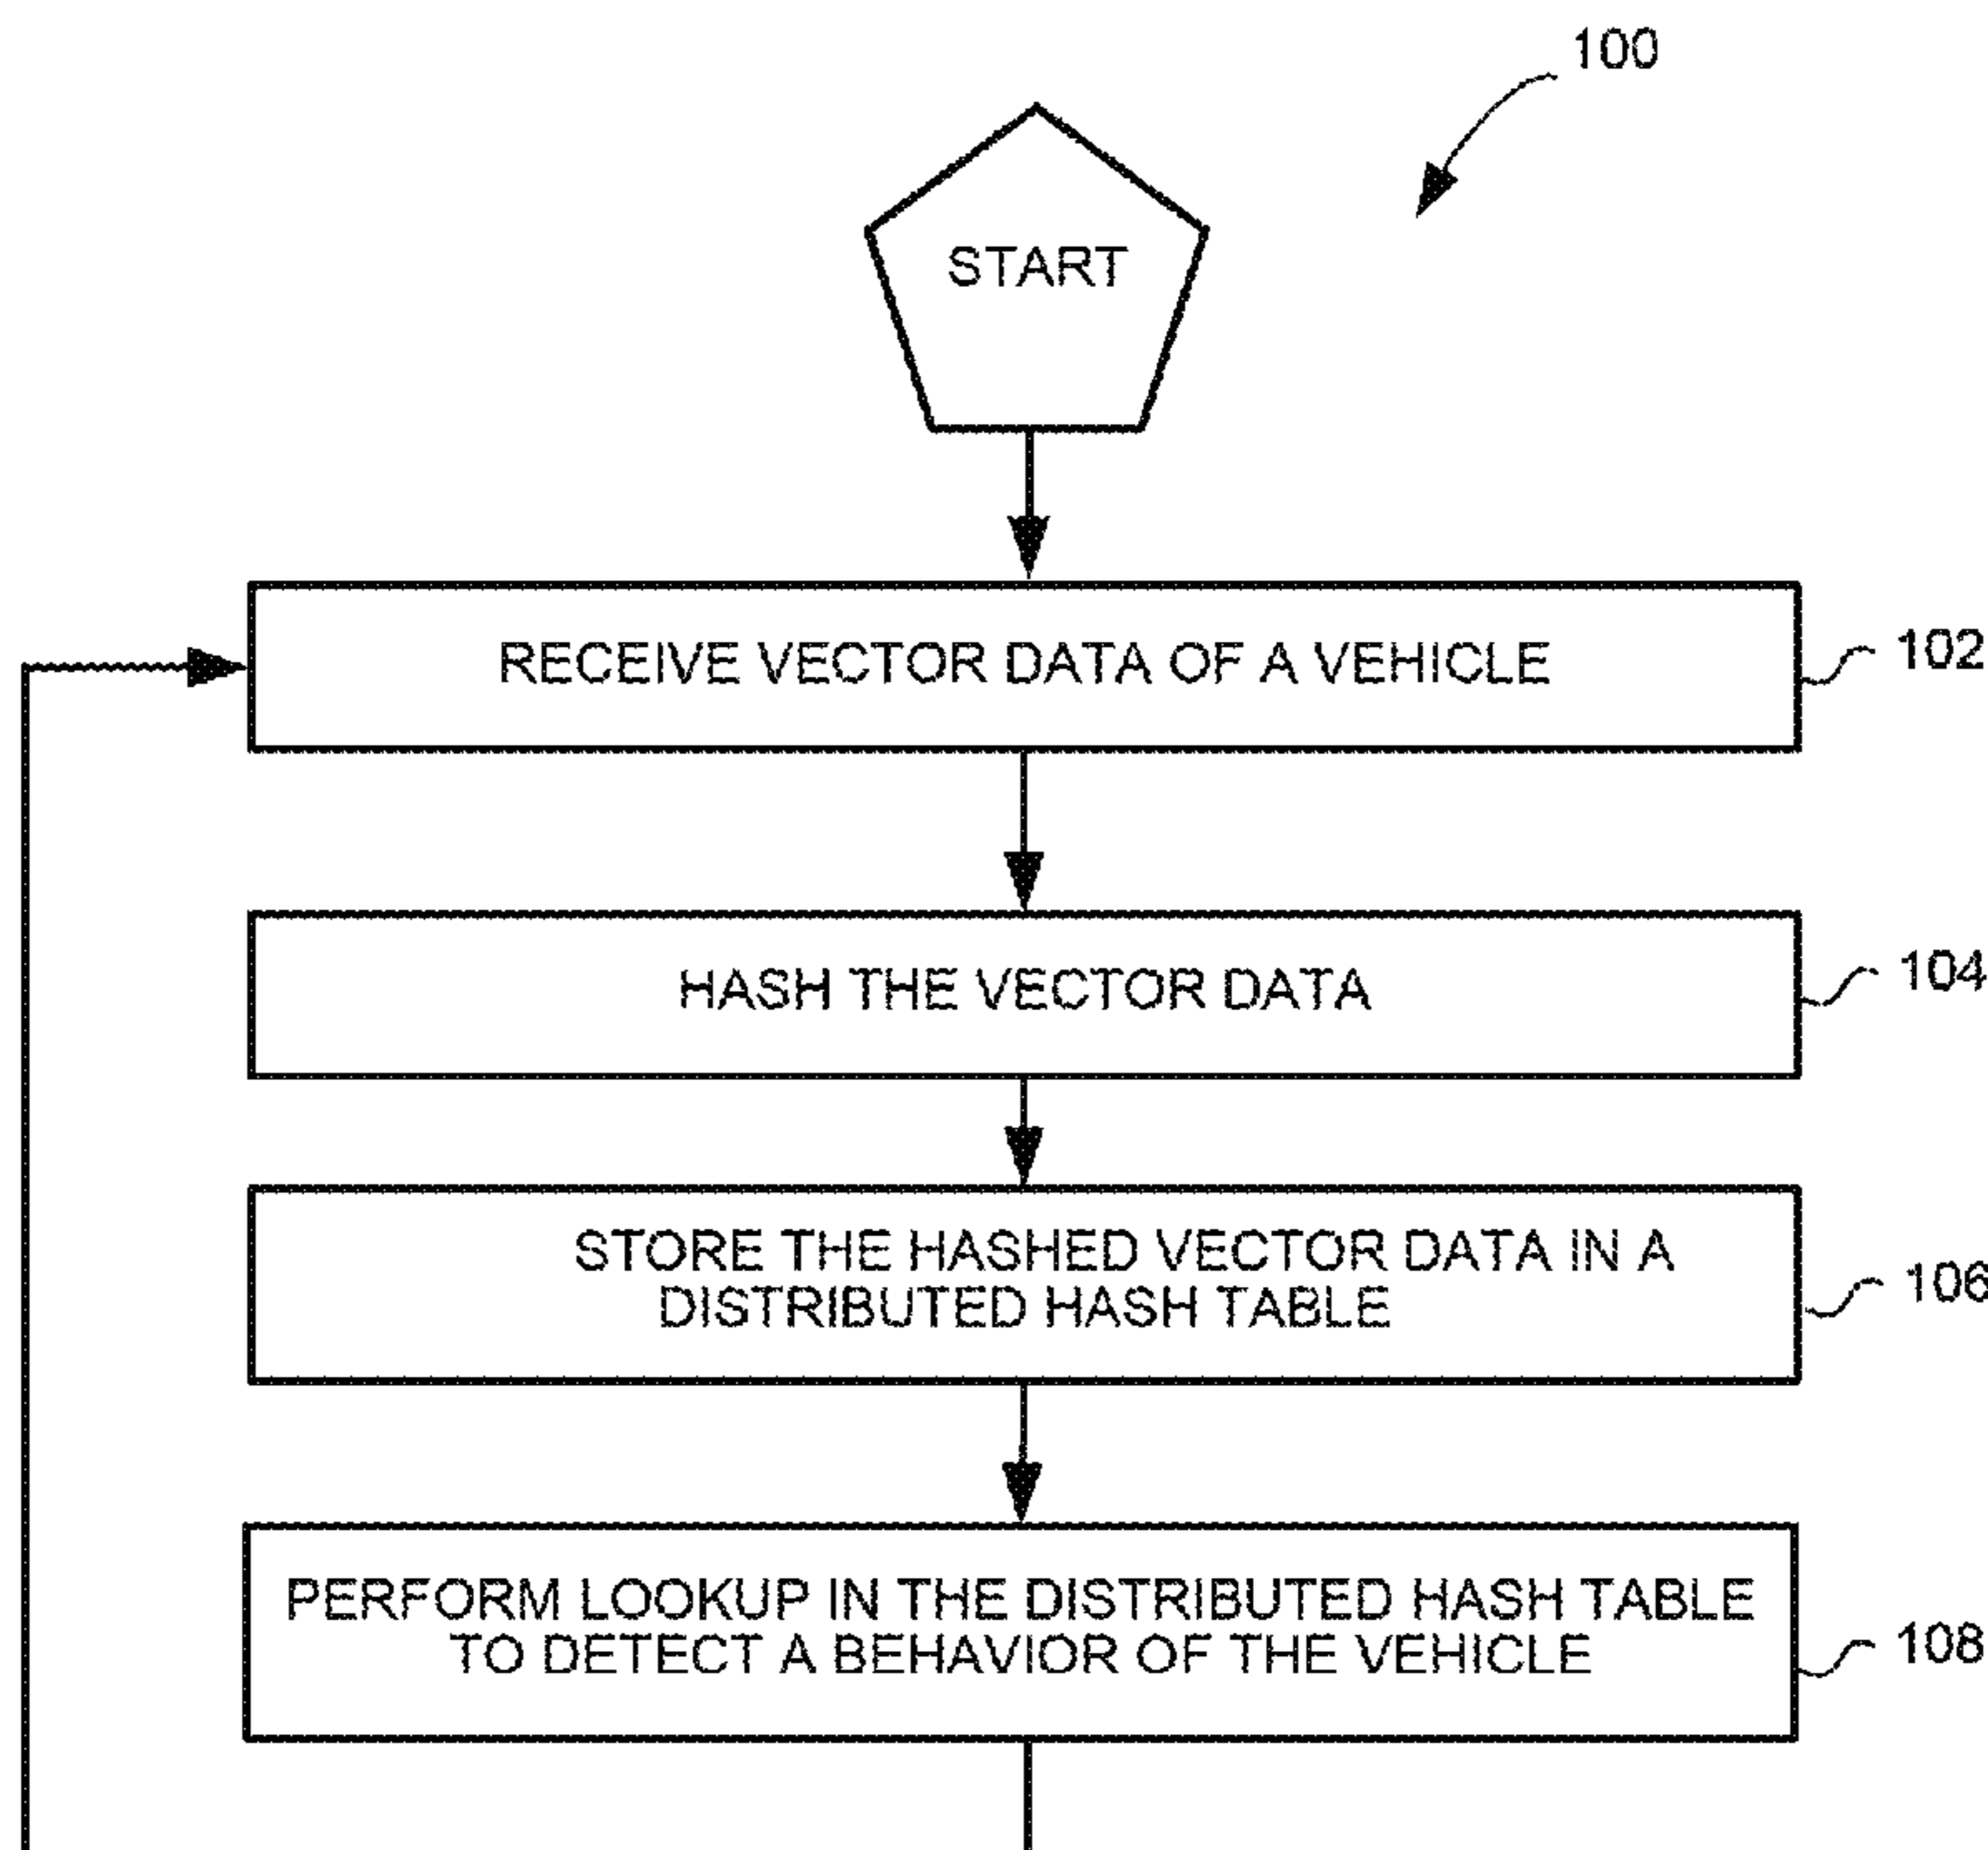 100
START
RECEIVE VECTOR DATA OF A VEHICLE
102
HASH THE VECTOR DATA
104
STORE THE HASHED VECTOR DATA IN A
DISTRIBUTED HASH TABLE
106
PERFORM LOOKUP IN THE DISTRIBUTED HASH TABLE
TO DETECT A BEHAVIOR OF THE VEHICLE
108